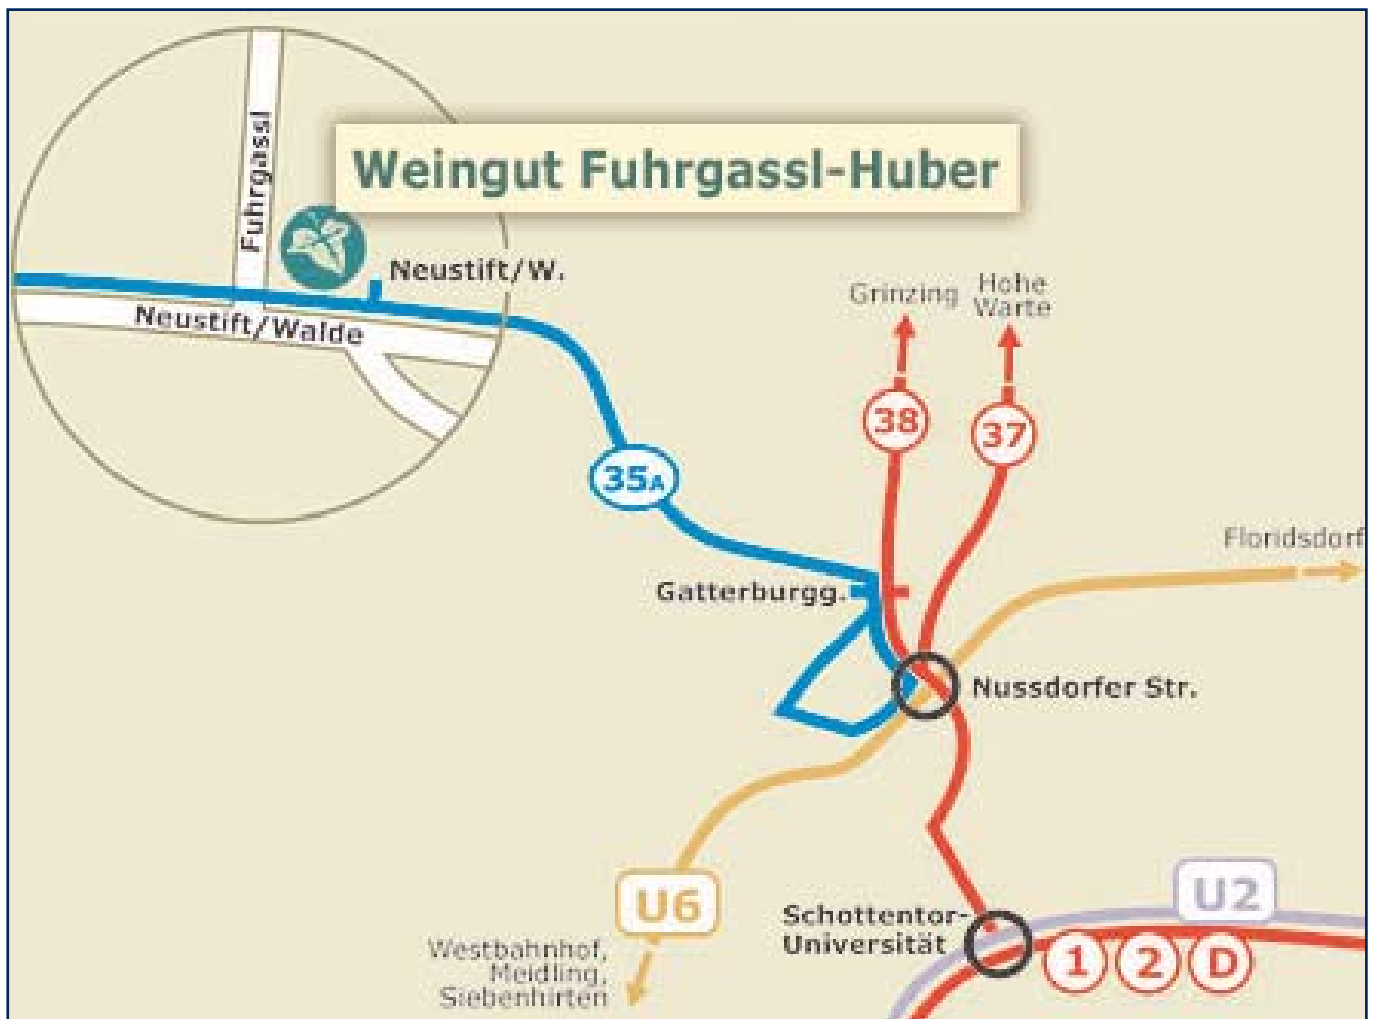 Weingut Fuhrgassl-Huber
Fuhrgassl
Neustift/W.
Neustift/Walde
Grinzing
Hohe
Warte
38
37
35A
Floridsdorf
Gatterburgg.
Nussdorfer Str.
U6
U2
Schottentor-
Universität
1 2 D
Westbahnhof,
Meidling,
Siebenhirten